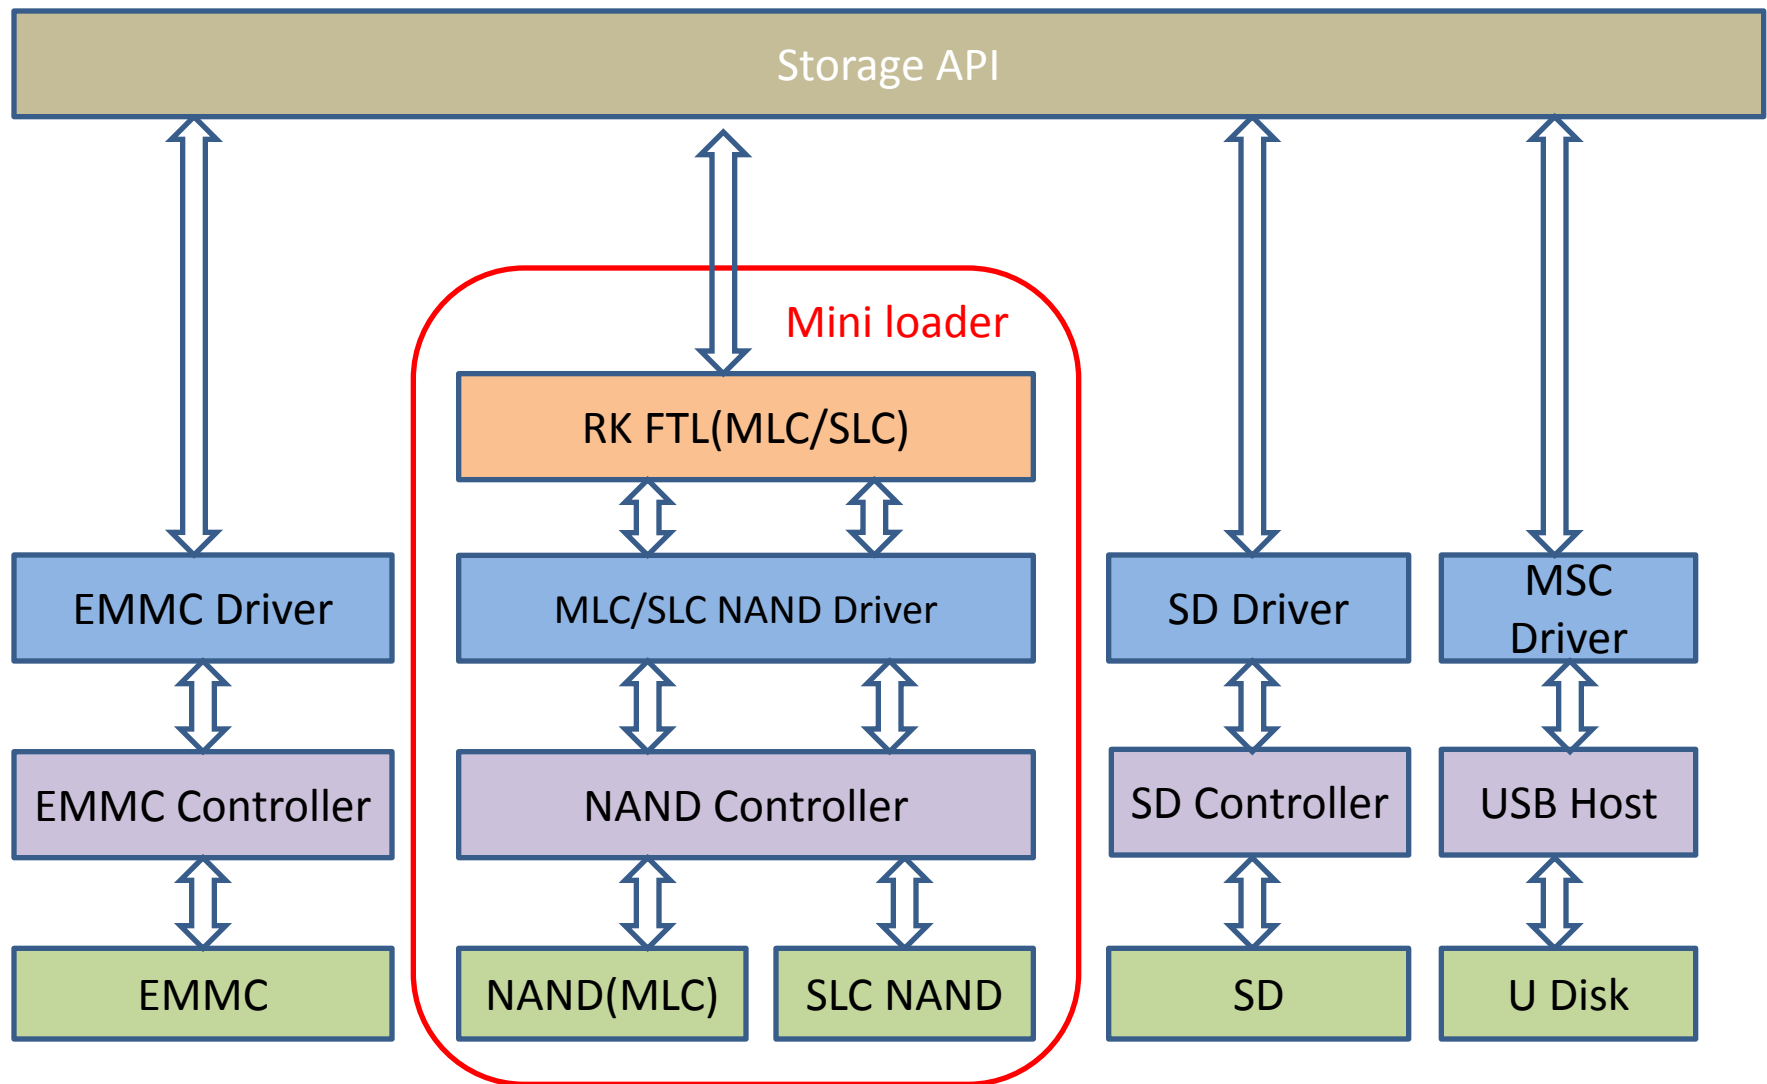 Storage API
Mini loader
RK FTL(MLC/SLC)
EMMC Driver
MLC/SLC NAND Driver
SD Driver
MSC
Driver
EMMC Controller
NAND Controller
SD Controller
USB Host
EMMC
NAND(MLC)
SLC NAND
SD
U Disk